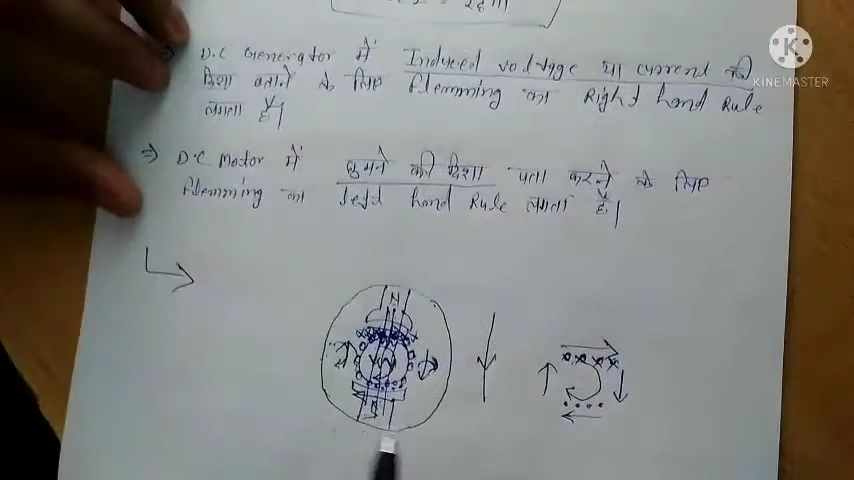 D.C Generator में Induced voltage या current की
दिशा बताने के लिए Flemming का Right hand Rule
लगता है|
KINEMASTER
⇒ D.C Motor में घुमने की दिशा पता करने के लिए
Flemming का left hand Rule लगता है|
N